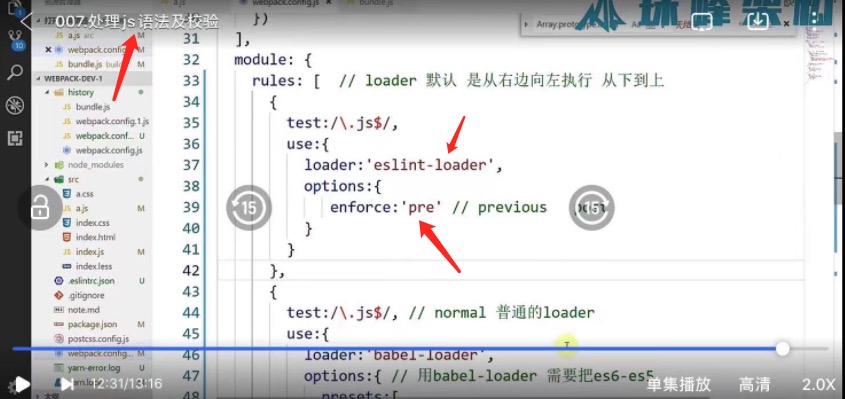 007.处理js语法及校验
webpack.config.js
bundle.js
a.js src M
webpack.config...
bundle.js src
WEBPACK-DEV-1
history
bundle.js
webpack.config.1.js
webpack.conf... U
webpack.config.js
node_modules
src
a.css
a.js M
index.css
index.html
index.js M
index.less
.eslintrc.json U
.gitignore
note.md
package.json M
postcss.config.js
webpack.config... M
yarn-error.log U
yarn.lock
})
31 ],
32 module: {
33 rules: [ // loader 默认 是从右边向左执行 从下到上
34 {
35 test:/\.js$/,
36 use:{
37 loader:'eslint-loader',
38 options:{
39 enforce:'pre' // previous
40 }
41 }
42 },
43 {
44 test:/\.js$/, // normal 普通的loader
45 use:{
46 loader:'babel-loader',
47 options:{ // 用babel-loader 需要把es6-es5
48 presets:[
15
15
12:31/13:16
单集播放
高清
2.0X